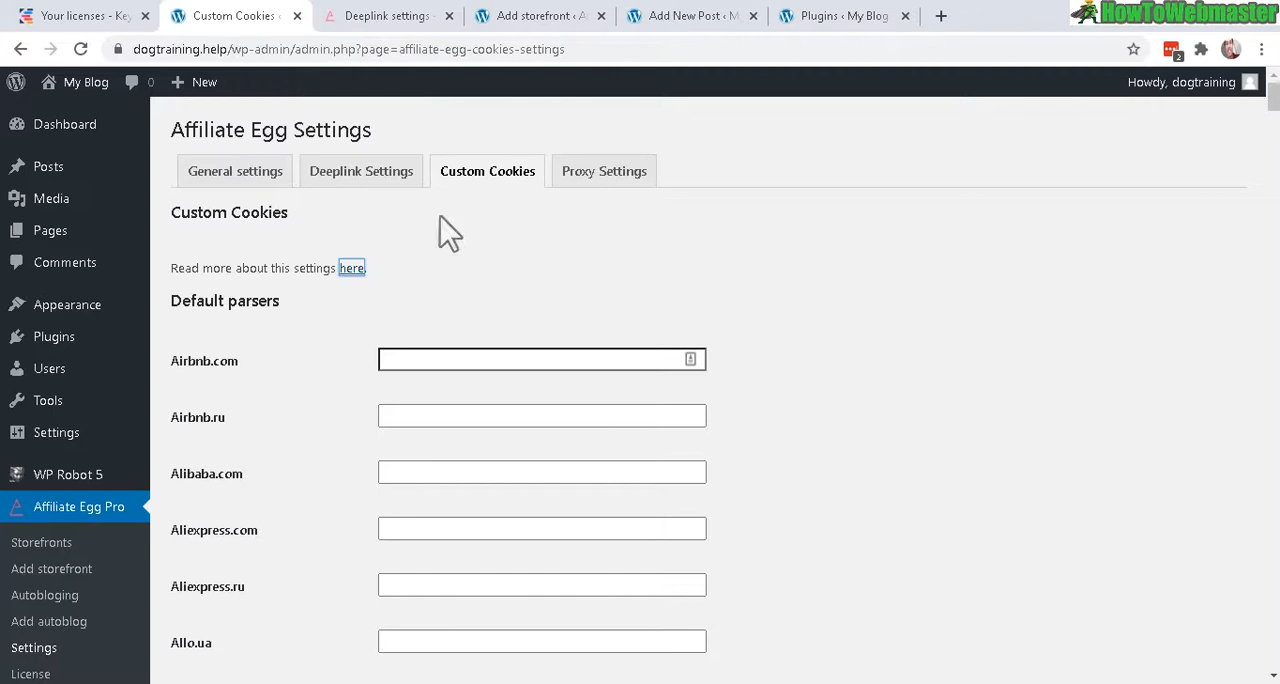 Your licenses - Key
Custom Cookies ‹
Deeplink settings
Add storefront ‹ A
Add New Post ‹ M
Plugins ‹ My Blog
HowToWebmaster
dogtraining.help/wp-admin/admin.php?page=affiliate-egg-cookies-settings
2
My Blog
0
New
Howdy, dogtraining
Dashboard
Posts
Media
Pages
Comments
Appearance
Plugins
Users
Tools
Settings
WP Robot 5
Affiliate Egg Pro
Storefronts
Add storefront
Autobloging
Add autoblog
Settings
License
Affiliate Egg Settings
General settings
Deeplink Settings
Custom Cookies
Proxy Settings
Custom Cookies
Read more about this settings here.
Default parsers
Airbnb.com
Airbnb.ru
Alibaba.com
Aliexpress.com
Aliexpress.ru
Allo.ua